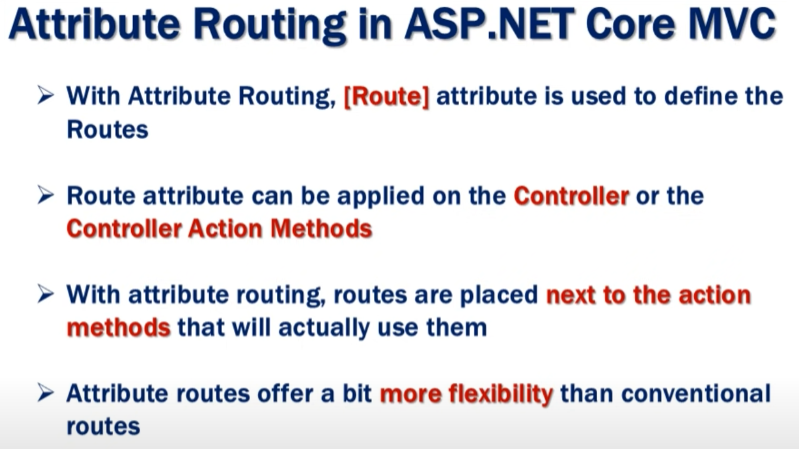 Attribute Routing in ASP.NET Core MVC
➢ With Attribute Routing, [Route] attribute is used to define the
Routes
➢ Route attribute can be applied on the Controller or the
Controller Action Methods
➢ With attribute routing, routes are placed next to the action
methods that will actually use them
➢ Attribute routes offer a bit more flexibility than conventional
routes